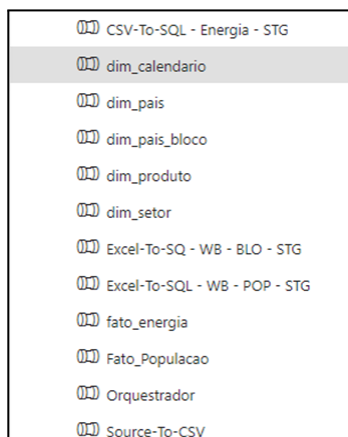 CSV-To-SQL - Energia - STG
dim_calendario
dim_pais
dim_pais_bloco
dim_produto
dim_setor
Excel-To-SQ - WB - BLO - STG
Excel-To-SQL - WB - POP - STG
fato_energia
Fato_Populacao
Orquestrador
Source-To-CSV